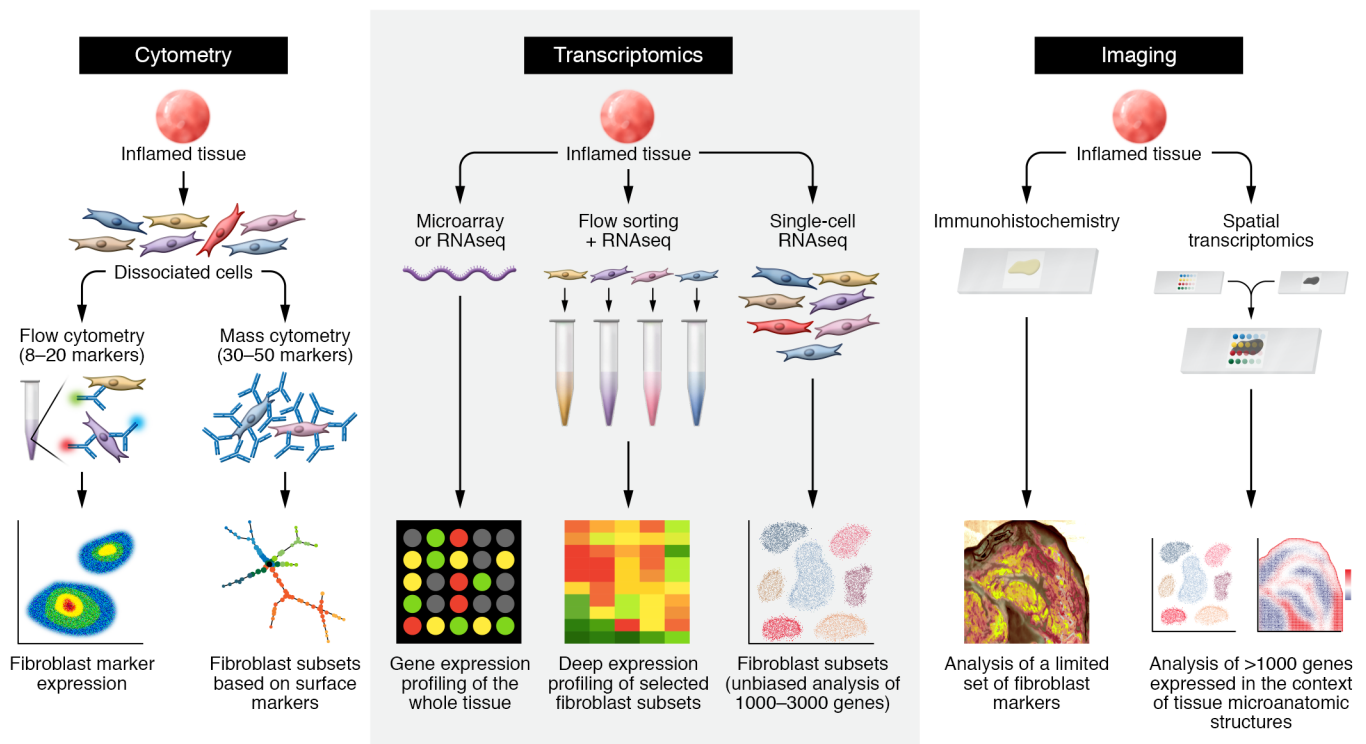 Cytometry
Inflamed tissue
Dissociated cells
Flow cytometry
(8–20 markers)
Mass cytometry
(30–50 markers)
Fibroblast marker
expression
Fibroblast subsets
based on surface
markers
Transcriptomics
Inflamed tissue
Microarray
or RNAseq
Flow sorting
+ RNAseq
Single-cell
RNAseq
Gene expression
profiling of the
whole tissue
Deep expression
profiling of selected
fibroblast subsets
Fibroblast subsets
(unbiased analysis of
1000–3000 genes)
Imaging
Inflamed tissue
Immunohistochemistry
Spatial
transcriptomics
Analysis of a limited
set of fibroblast
markers
Analysis of >1000 genes
expressed in the context
of tissue microanatomic
structures